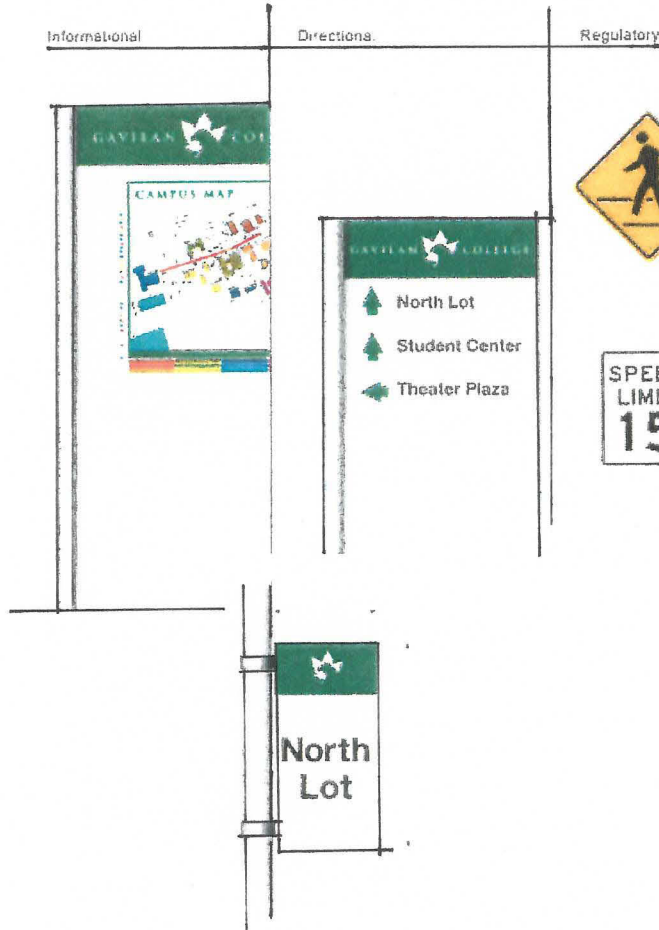 Informational
Directional
Regulatory
GAVILAN COL
CAMPUS MAP
GAVILAN COLLEGE
North Lot
Student Center
Theater Plaza
SPEE
LIMI
15
North
Lot